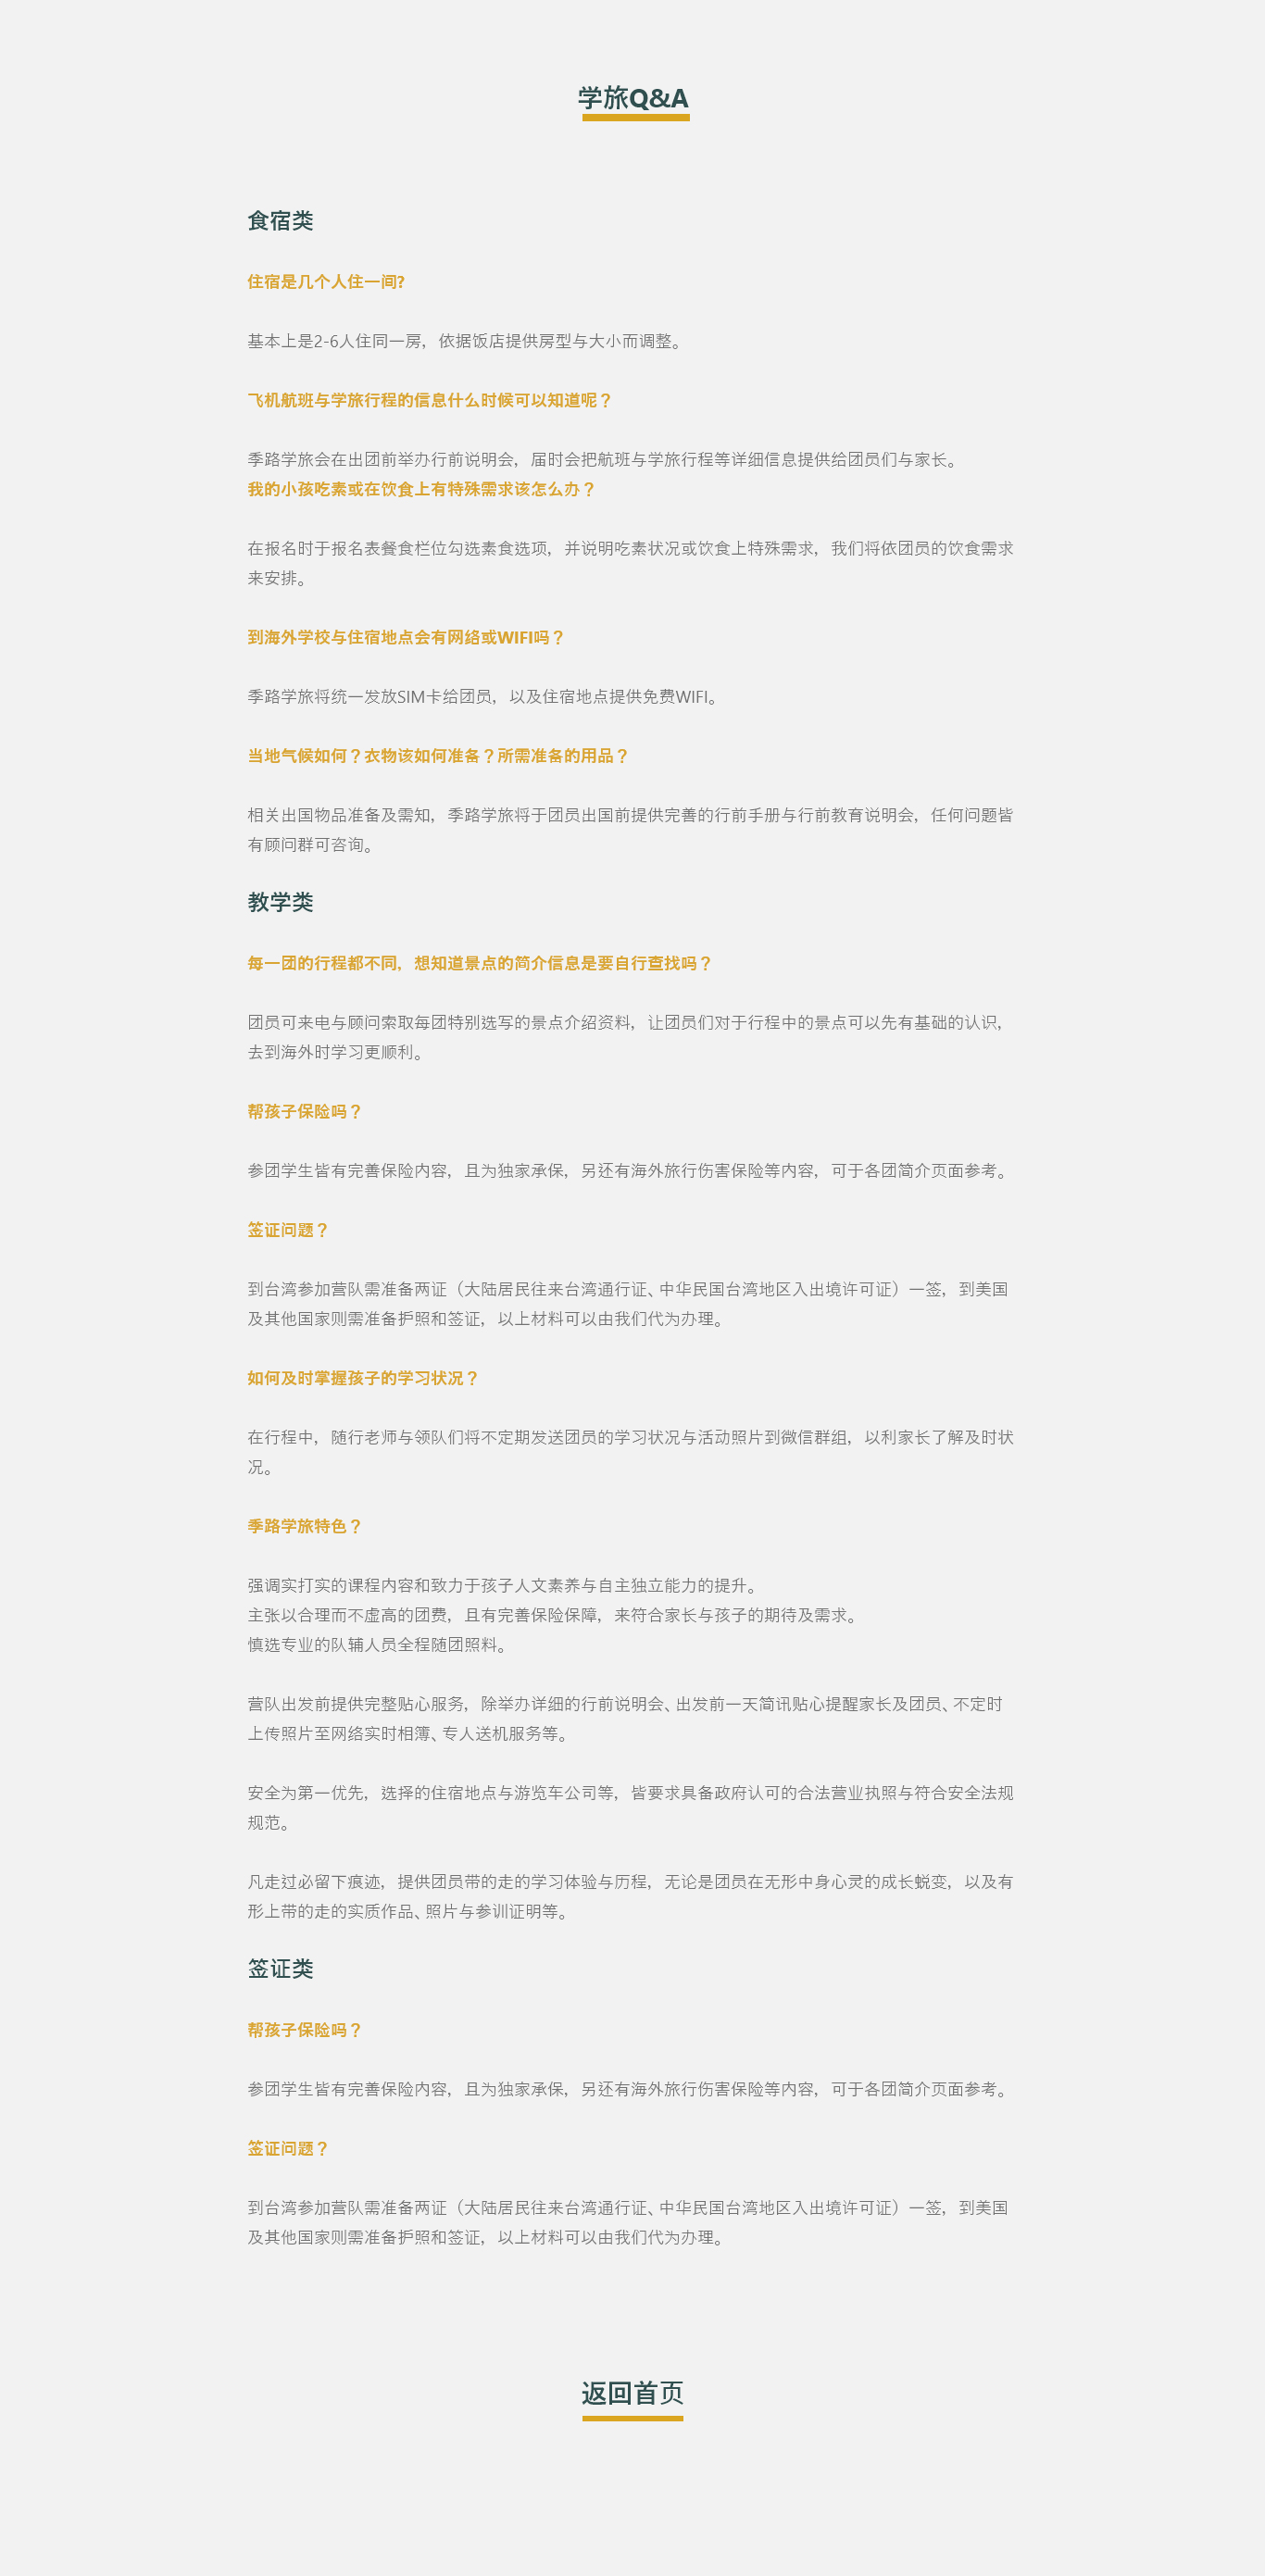 学旅Q&A
食宿类
住宿是几个人住一间?
基本上是2-6人住同一房，依据饭店提供房型与大小而调整。
飞机航班与学旅行程的信息什么时候可以知道呢？
季路学旅会在出团前举办行前说明会，届时会把航班与学旅行程等详细信息提供给团员们与家长。
我的小孩吃素或在饮食上有特殊需求该怎么办？
在报名时于报名表餐食栏位勾选素食选项，并说明吃素状况或饮食上特殊需求，我们将依团员的饮食需求
来安排。
到海外学校与住宿地点会有网络或WIFI吗？
季路学旅将统一发放SIM卡给团员，以及住宿地点提供免费WIFI。
当地气候如何？衣物该如何准备？所需准备的用品？
相关出国物品准备及需知，季路学旅将于团员出国前提供完善的行前手册与行前教育说明会，任何问题皆
有顾问群可咨询。
教学类
每一团的行程都不同，想知道景点的简介信息是要自行查找吗？
团员可来电与顾问索取每团特别选写的景点介绍资料，让团员们对于行程中的景点可以先有基础的认识，
去到海外时学习更顺利。
帮孩子保险吗？
参团学生皆有完善保险内容，且为独家承保，另还有海外旅行伤害保险等内容，可于各团简介页面参考。
签证问题？
到台湾参加营队需准备两证（大陆居民往来台湾通行证、中华民国台湾地区入出境许可证）一签，到美国
及其他国家则需准备护照和签证，以上材料可以由我们代为办理。
如何及时掌握孩子的学习状况？
在行程中，随行老师与领队们将不定期发送团员的学习状况与活动照片到微信群组，以利家长了解及时状
况。
季路学旅特色？
强调实打实的课程内容和致力于孩子人文素养与自主独立能力的提升。
主张以合理而不虚高的团费，且有完善保险保障，来符合家长与孩子的期待及需求。
慎选专业的队辅人员全程随团照料。
营队出发前提供完整贴心服务，除举办详细的行前说明会、出发前一天简讯贴心提醒家长及团员、不定时
上传照片至网络实时相簿、专人送机服务等。
安全为第一优先，选择的住宿地点与游览车公司等，皆要求具备政府认可的合法营业执照与符合安全法规
规范。
凡走过必留下痕迹，提供团员带的走的学习体验与历程，无论是团员在无形中身心灵的成长蜕变，以及有
形上带的走的实质作品、照片与参训证明等。
签证类
帮孩子保险吗？
参团学生皆有完善保险内容，且为独家承保，另还有海外旅行伤害保险等内容，可于各团简介页面参考。
签证问题？
到台湾参加营队需准备两证（大陆居民往来台湾通行证、中华民国台湾地区入出境许可证）一签，到美国
及其他国家则需准备护照和签证，以上材料可以由我们代为办理。
返回首页